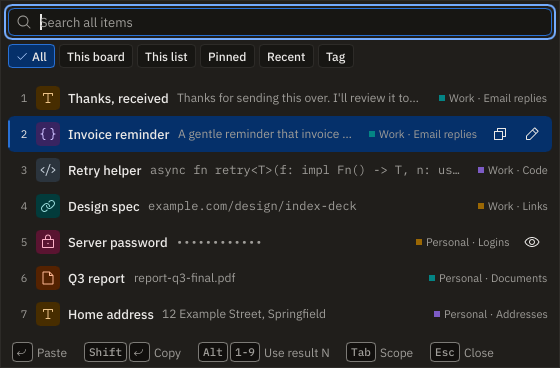 Search all items
All This board This list Pinned Recent Tag
1 T Thanks, received Thanks for sending this over. I'll review it to... Work · Email replies
2 { } Invoice reminder A gentle reminder that invoice ... Work · Email replies
3 </> Retry helper async fn retry<T>(f: impl Fn() -> T, n: us... Work · Code
4 Design spec example.com/design/index-deck Work · Links
5 Server password •••••••••••• Personal · Logins
6 Q3 report report-q3-final.pdf Personal · Documents
7 T Home address 12 Example Street, Springfield Personal · Addresses
↵ Paste Shift ↵ Copy Alt 1-9 Use result N Tab Scope Esc Close